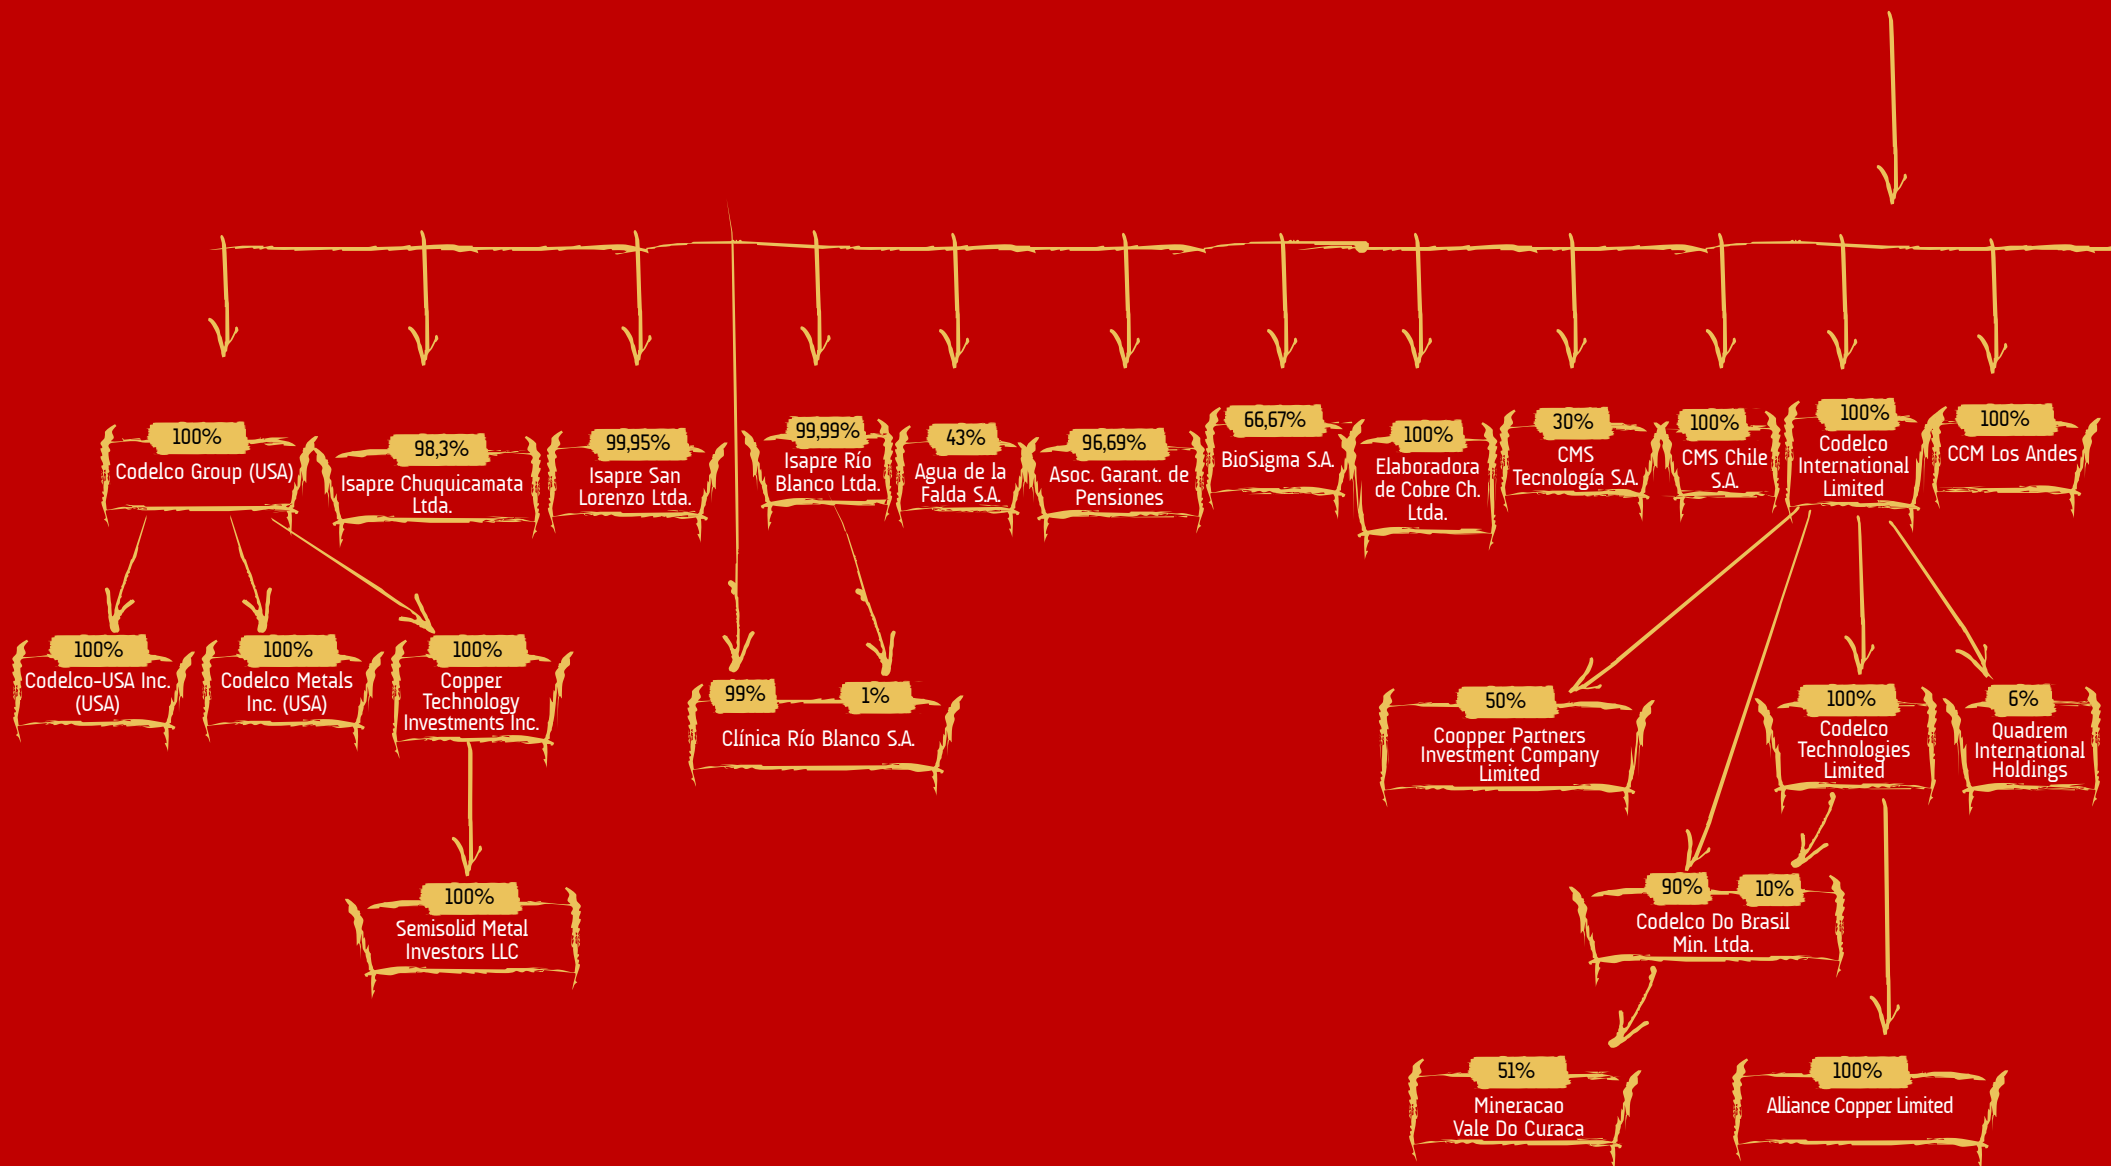 100%
Codelco Group (USA)
98,3%
Isapre Chuquicamata
Ltda.
99,95%
Isapre San
Lorenzo Ltda.
99,99%
Isapre Río
Blanco Ltda.
43%
Agua de la
Falda S.A.
96,69%
Asoc. Garant. de
Pensiones
66,67%
BioSigma S.A.
100%
Elaboradora
de Cobre Ch.
Ltda.
30%
CMS
Tecnología S.A.
100%
CMS Chile
S.A.
100%
Codelco
International
Limited
100%
CCM Los Andes
100%
Codelco-USA Inc.
(USA)
100%
Codelco Metals
Inc. (USA)
100%
Copper
Technology
Investments Inc.
99%
1%
Clínica Río Blanco S.A.
50%
Coopper Partners
Investment Company
Limited
100%
Codelco
Technologies
Limited
6%
Quadrem
International
Holdings
100%
Semisolid Metal
Investors LLC
90%
10%
Codelco Do Brasil
Min. Ltda.
51%
Mineracao
Vale Do Curaca
100%
Alliance Copper Limited